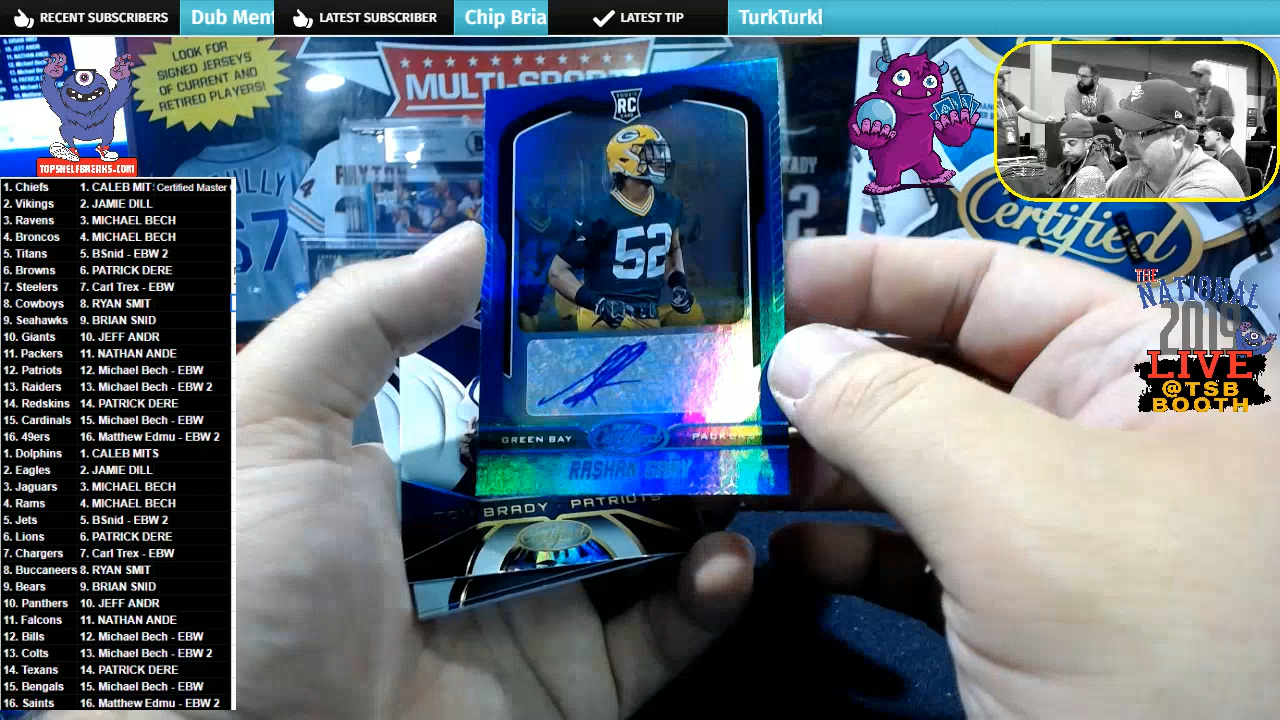 RECENT SUBSCRIBERS
Dub Ment
LATEST SUBSCRIBER
Chip Bria
LATEST TIP
TurkTurkl
LOOK FOR
SIGNED JERSEYS
OF CURRENT AND
RETIRED PLAYERS!
MULTI-SPORT
TOPSHELFBREAKS.COM
RC
52
GREEN BAY
PACKERS
RASHAN GARY
BRADY · PATRIOTS
Certified
THE
NATIONAL
2019
LIVE
@TSB
BOOTH
1. Chiefs 1. CALEB MIT: Certified Master
2. Vikings 2. JAMIE DILL
3. Ravens 3. MICHAEL BECH
4. Broncos 4. MICHAEL BECH
5. Titans 5. BSnid - EBW 2
6. Browns 6. PATRICK DERE
7. Steelers 7. Carl Trex - EBW
8. Cowboys 8. RYAN SMIT
9. Seahawks 9. BRIAN SNID
10. Giants 10. JEFF ANDR
11. Packers 11. NATHAN ANDE
12. Patriots 12. Michael Bech - EBW
13. Raiders 13. Michael Bech - EBW 2
14. Redskins 14. PATRICK DERE
15. Cardinals 15. Michael Bech - EBW
16. 49ers 16. Matthew Edmu - EBW 2
1. Dolphins 1. CALEB MITS
2. Eagles 2. JAMIE DILL
3. Jaguars 3. MICHAEL BECH
4. Rams 4. MICHAEL BECH
5. Jets 5. BSnid - EBW 2
6. Lions 6. PATRICK DERE
7. Chargers 7. Carl Trex - EBW
8. Buccaneers 8. RYAN SMIT
9. Bears 9. BRIAN SNID
10. Panthers 10. JEFF ANDR
11. Falcons 11. NATHAN ANDE
12. Bills 12. Michael Bech - EBW
13. Colts 13. Michael Bech - EBW 2
14. Texans 14. PATRICK DERE
15. Bengals 15. Michael Bech - EBW
16. Saints 16. Matthew Edmu - EBW 2